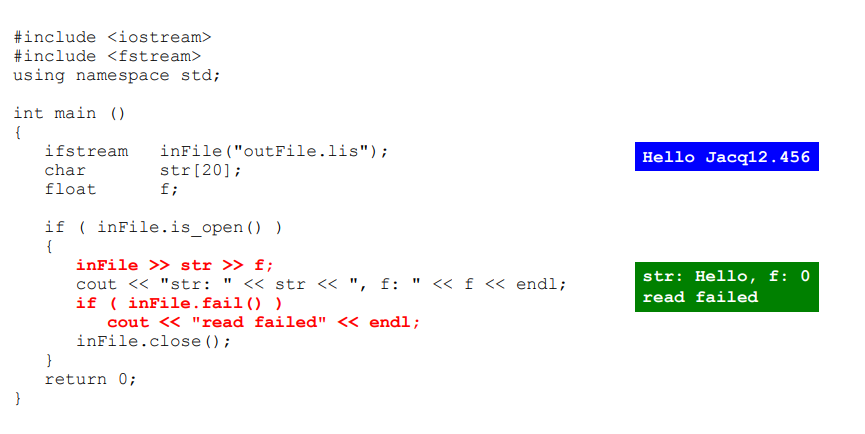 #include <iostream>
#include <fstream>
using namespace std;
int main ()
{
ifstream inFile("outFile.lis");
char str[20];
float f;
if ( inFile.is_open() )
{
inFile >> str >> f;
cout << "str: " << str << ", f: " << f << endl;
if ( inFile.fail() )
cout << "read failed" << endl;
inFile.close();
}
return 0;
}
Hello Jacq12.456
str: Hello, f: 0
read failed